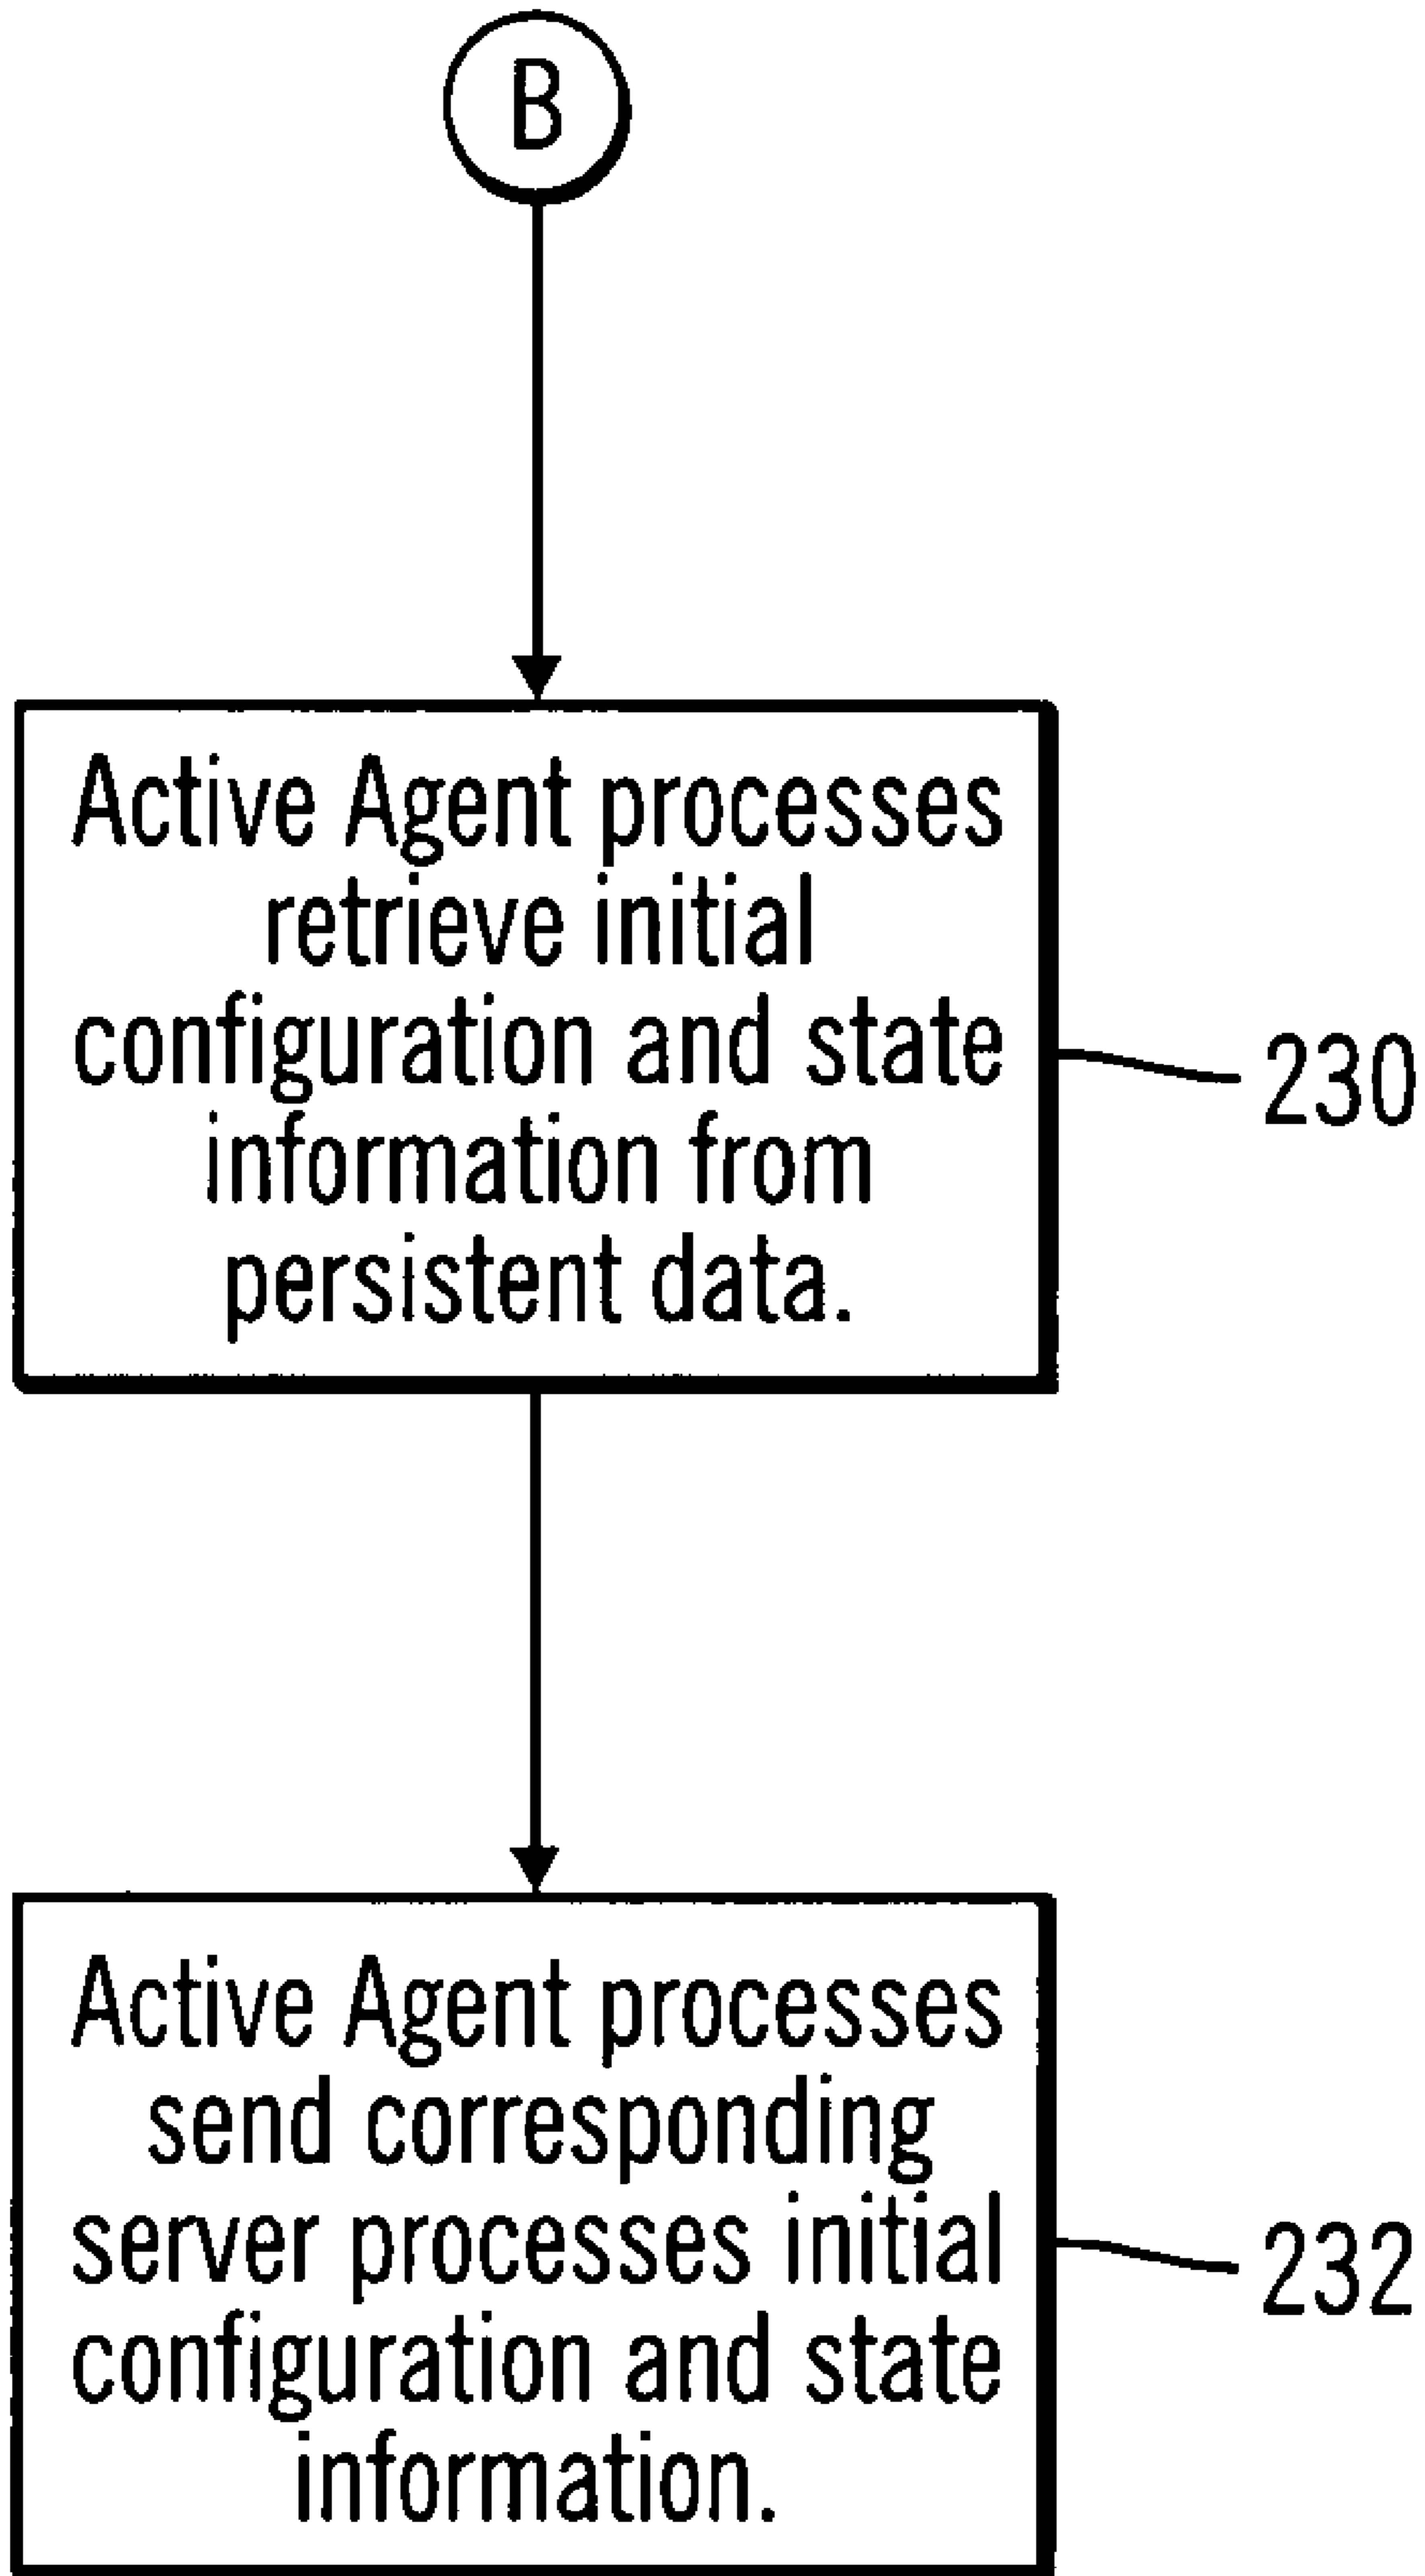 B
Active Agent processes
retrieve initial
configuration and state
information from
persistent data.
230
Active Agent processes
send corresponding
server processes initial
configuration and state
information.
232